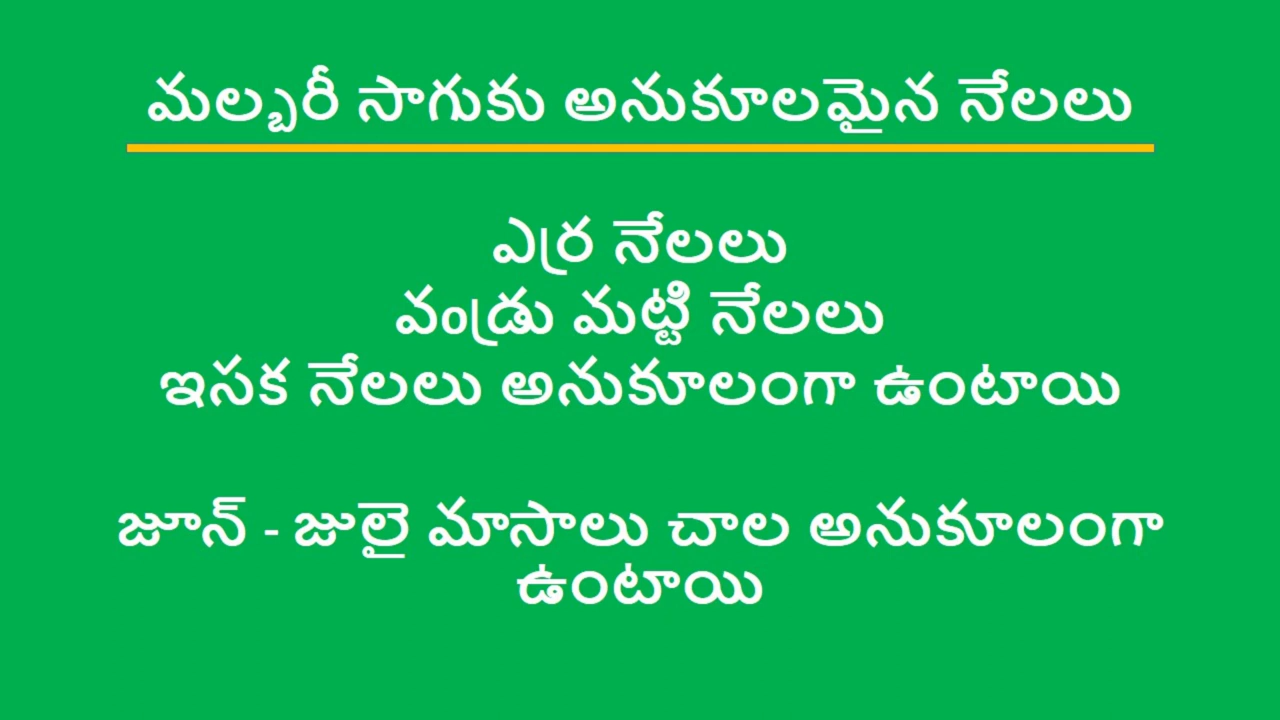 మల్బరీ సాగుకు అనుకూలమైన నేలలు
ఎర్ర నేలలు
వండ్రు మట్టి నేలలు
ఇసక నేలలు అనుకూలంగా ఉంటాయి
జూన్ - జులై మాసాలు చాల అనుకూలంగా
ఉంటాయి